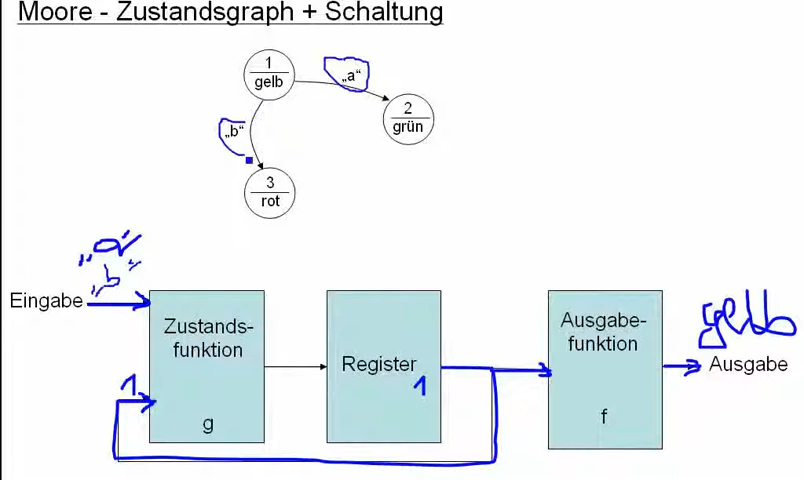 Moore - Zustandsgraph + Schaltung
1
gelb
„a“
2
grün
„b“
3
rot
„a“
„b“
Eingabe
Zustands-
funktion
g
1
Register
1
Ausgabe-
funktion
f
gelb
Ausgabe